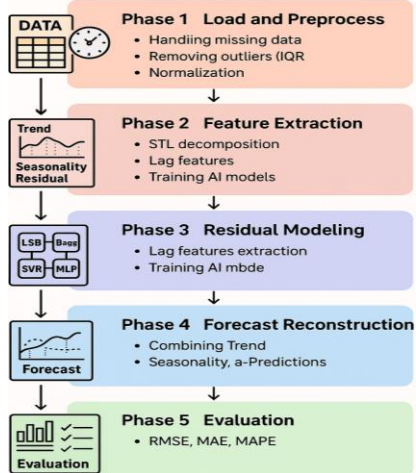 DATA
Phase 1 Load and Preprocess
• Handiing missing data
• Removing outliers (IQR
• Normalization
Trend
Seasonality
Residual
Phase 2 Feature Extraction
• STL decomposition
• Lag features
• Training AI models
LSB
Bagg
SVR
MLP
Phase 3 Residual Modeling
• Lag features extraction
• Training AI mbde
Forecast
Phase 4 Forecast Reconstruction
• Combining Trend
• Seasonality, a-Predictions
Evaluation
Phase 5 Evaluation
• RMSE, MAE, MAPE